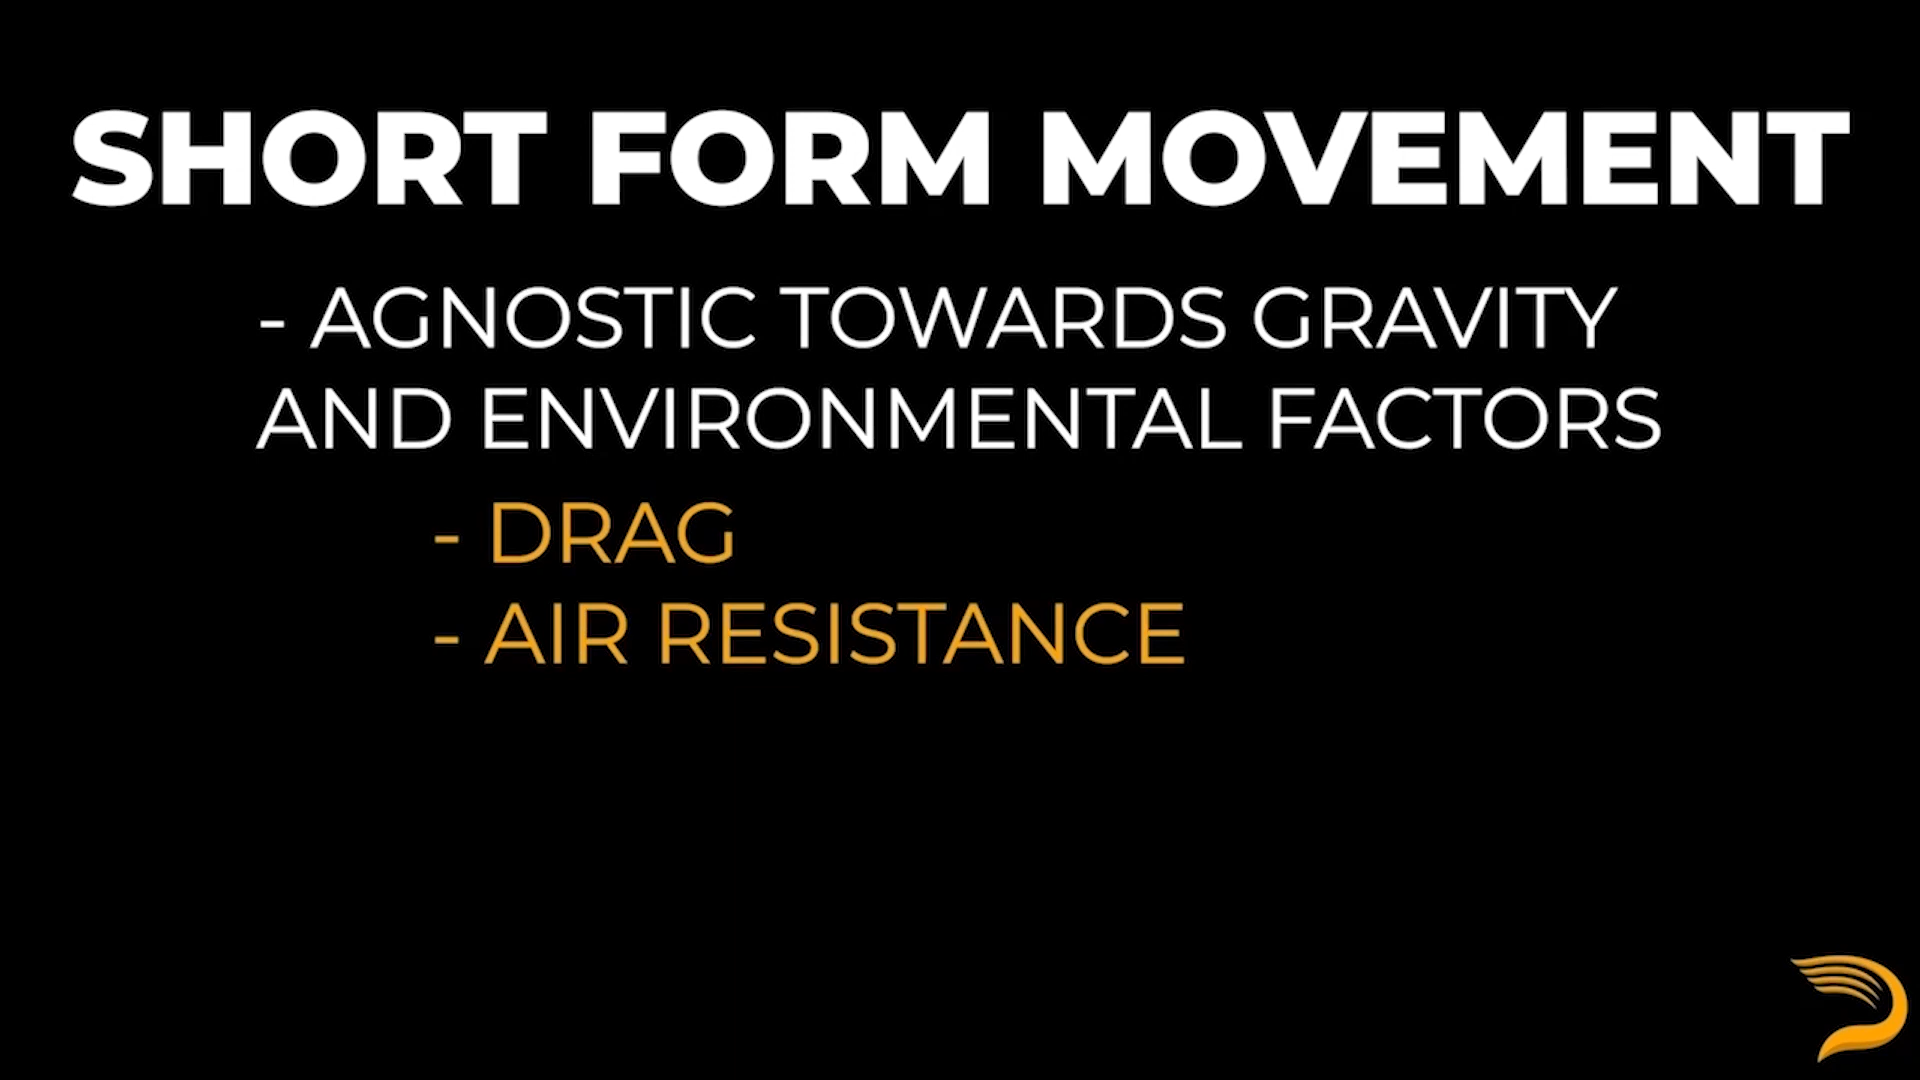 SHORT FORM MOVEMENT
- AGNOSTIC TOWARDS GRAVITY
AND ENVIRONMENTAL FACTORS
- DRAG
- AIR RESISTANCE